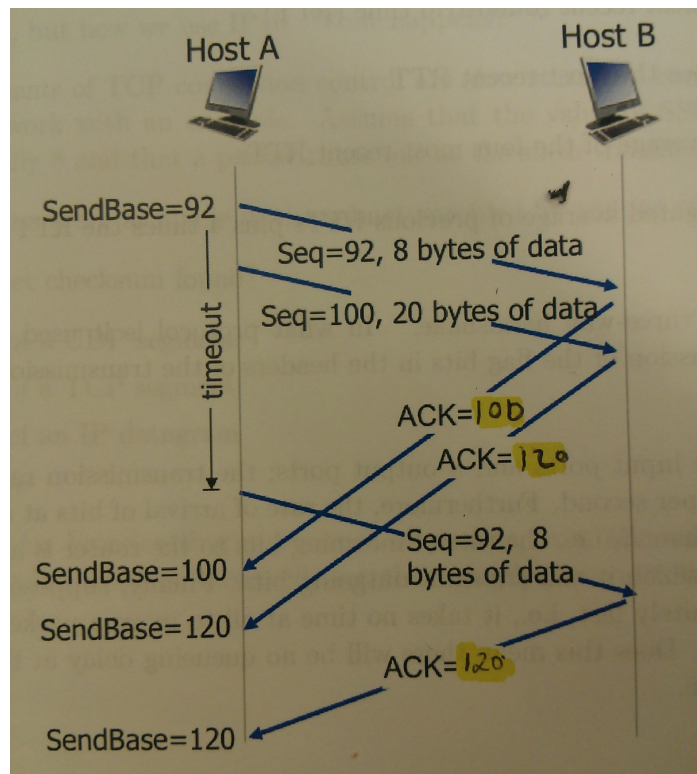 Host A
Host B
SendBase=92
Seq=92, 8 bytes of data
Seq=100, 20 bytes of data
timeout
ACK=100
ACK=120
Seq=92, 8
bytes of data
SendBase=100
SendBase=120
ACK=120
SendBase=120